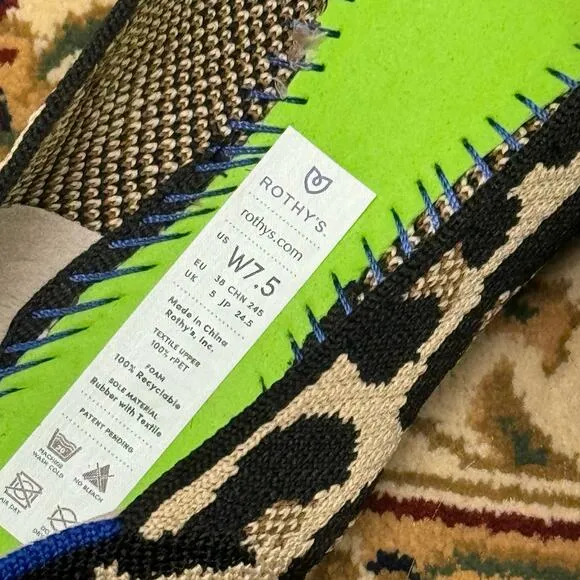 ROTHY'S
rothys.com
US W7.5
EU 38 CHN 245
UK 5 JP 24.5
Made in China
Rothy's, Inc.
TEXTILE UPPER
100% rPET
FOAM
100% Recyclable
SOLE MATERIAL
Rubber with Textile
PATENT PENDING
MACHINE
WASH COLD
NO BLEACH
AIR DAY
DO